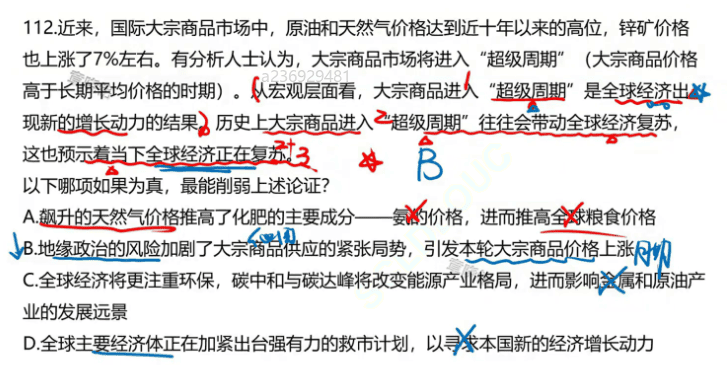 112.近来，国际大宗商品市场中，原油和天然气价格达到近十年以来的高位，锌矿价格
也上涨了7%左右。有分析人士认为，大宗商品市场将进入“超级周期”（大宗商品价格
a236929481
高于长期平均价格的时期）。从宏观层面看，大宗商品进入“超级周期”是全球经济出
1
现新的增长动力的结果。历史上大宗商品进入“超级周期”往往会带动全球经济复苏，
2
这也预示着当下全球经济正在复苏。
2+3
B
以下哪项如果为真，最能削弱上述论证？
A.飙升的天然气价格推高了化肥的主要成分——氨的价格，进而推高全球粮食价格
B.地缘政治的风险加剧了大宗商品供应的紧张局势，引发本轮大宗商品价格上涨
C.全球经济将更注重环保，碳中和与碳达峰将改变能源产业格局，进而影响金属和原油产
业的发展远景
D.全球主要经济体正在加紧出台强有力的救市计划，以寻求本国新的经济增长动力